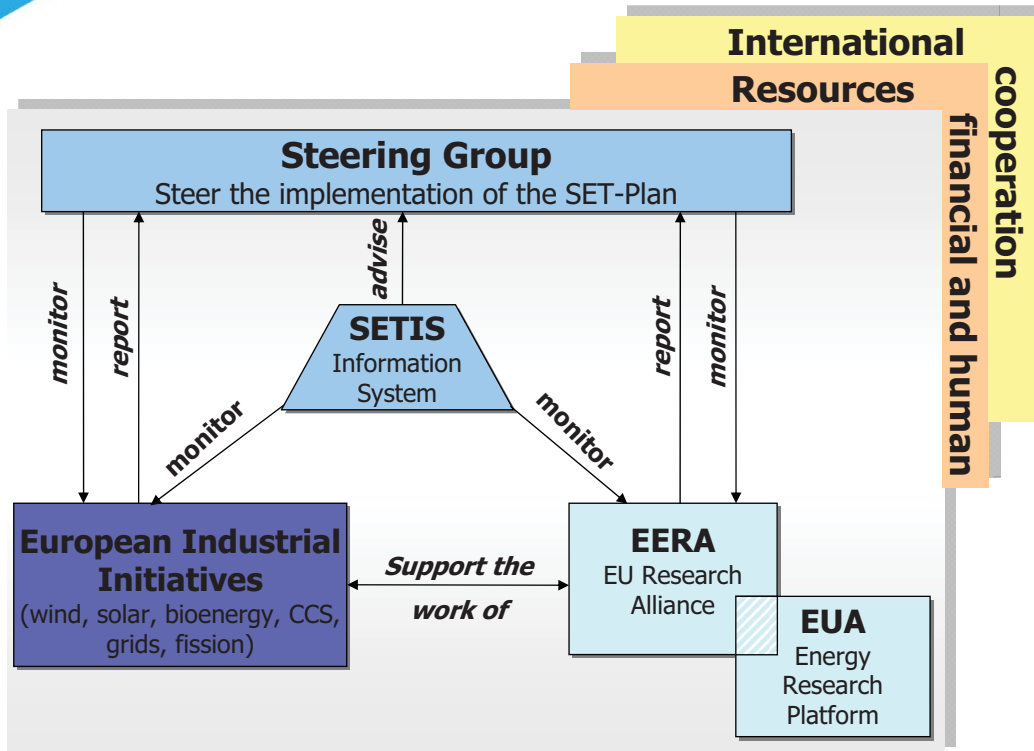 International
cooperation
Resources
financial and human
Steering Group
Steer the implementation of the SET-Plan
monitor
report
advise
report
monitor
SETIS
Information
System
monitor
monitor
European Industrial
Initiatives
(wind, solar, bioenergy, CCS,
grids, fission)
Support the
work of
EERA
EU Research
Alliance
EUA
Energy
Research
Platform